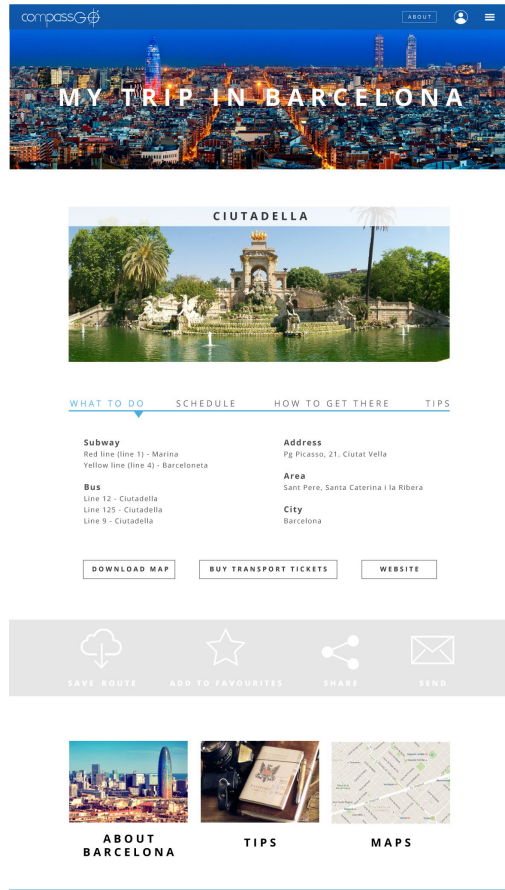 compassGO
ABOUT
MY TRIP IN BARCELONA
CIUTADELLA
WHAT TO DO
SCHEDULE
HOW TO GET THERE
TIPS
Subway
Red line (line 1) - Marina
Yellow line (line 4) - Barceloneta
Bus
Line 12 - Ciutadella
Line 125 - Ciutadella
Line 9 - Ciutadella
Address
Pg Picasso, 21. Ciutat Vella
Area
Sant Pere, Santa Caterina i la Ribera
City
Barcelona
DOWNLOAD MAP
BUY TRANSPORT TICKETS
WEBSITE
SAVE ROUTE
ADD TO FAVOURITES
SHARE
SEND
ABOUT
BARCELONA
TIPS
MAPS